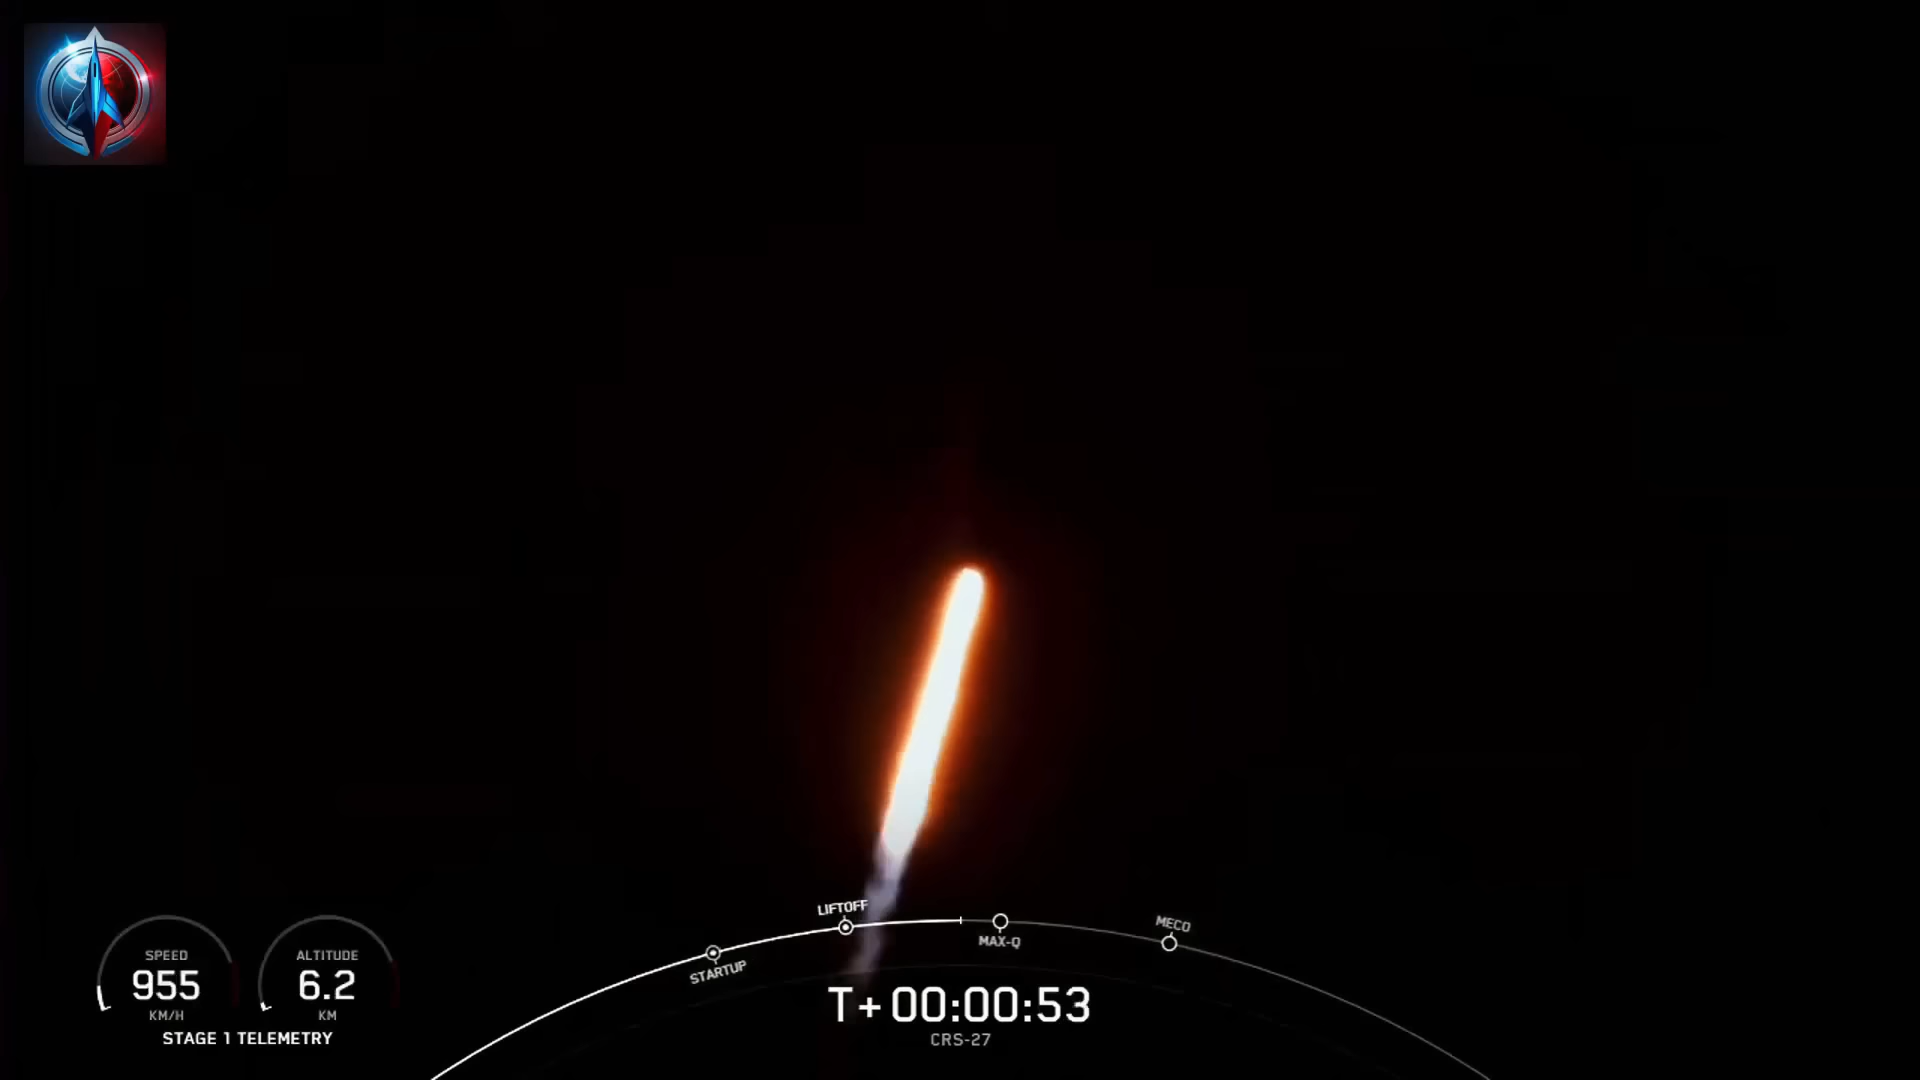 LIFTOFF
MECO
MAX-Q
STARTUP
SPEED
955
KM/H
ALTITUDE
6.2
KM
STAGE 1 TELEMETRY
T+ 00:00:53
CRS-27